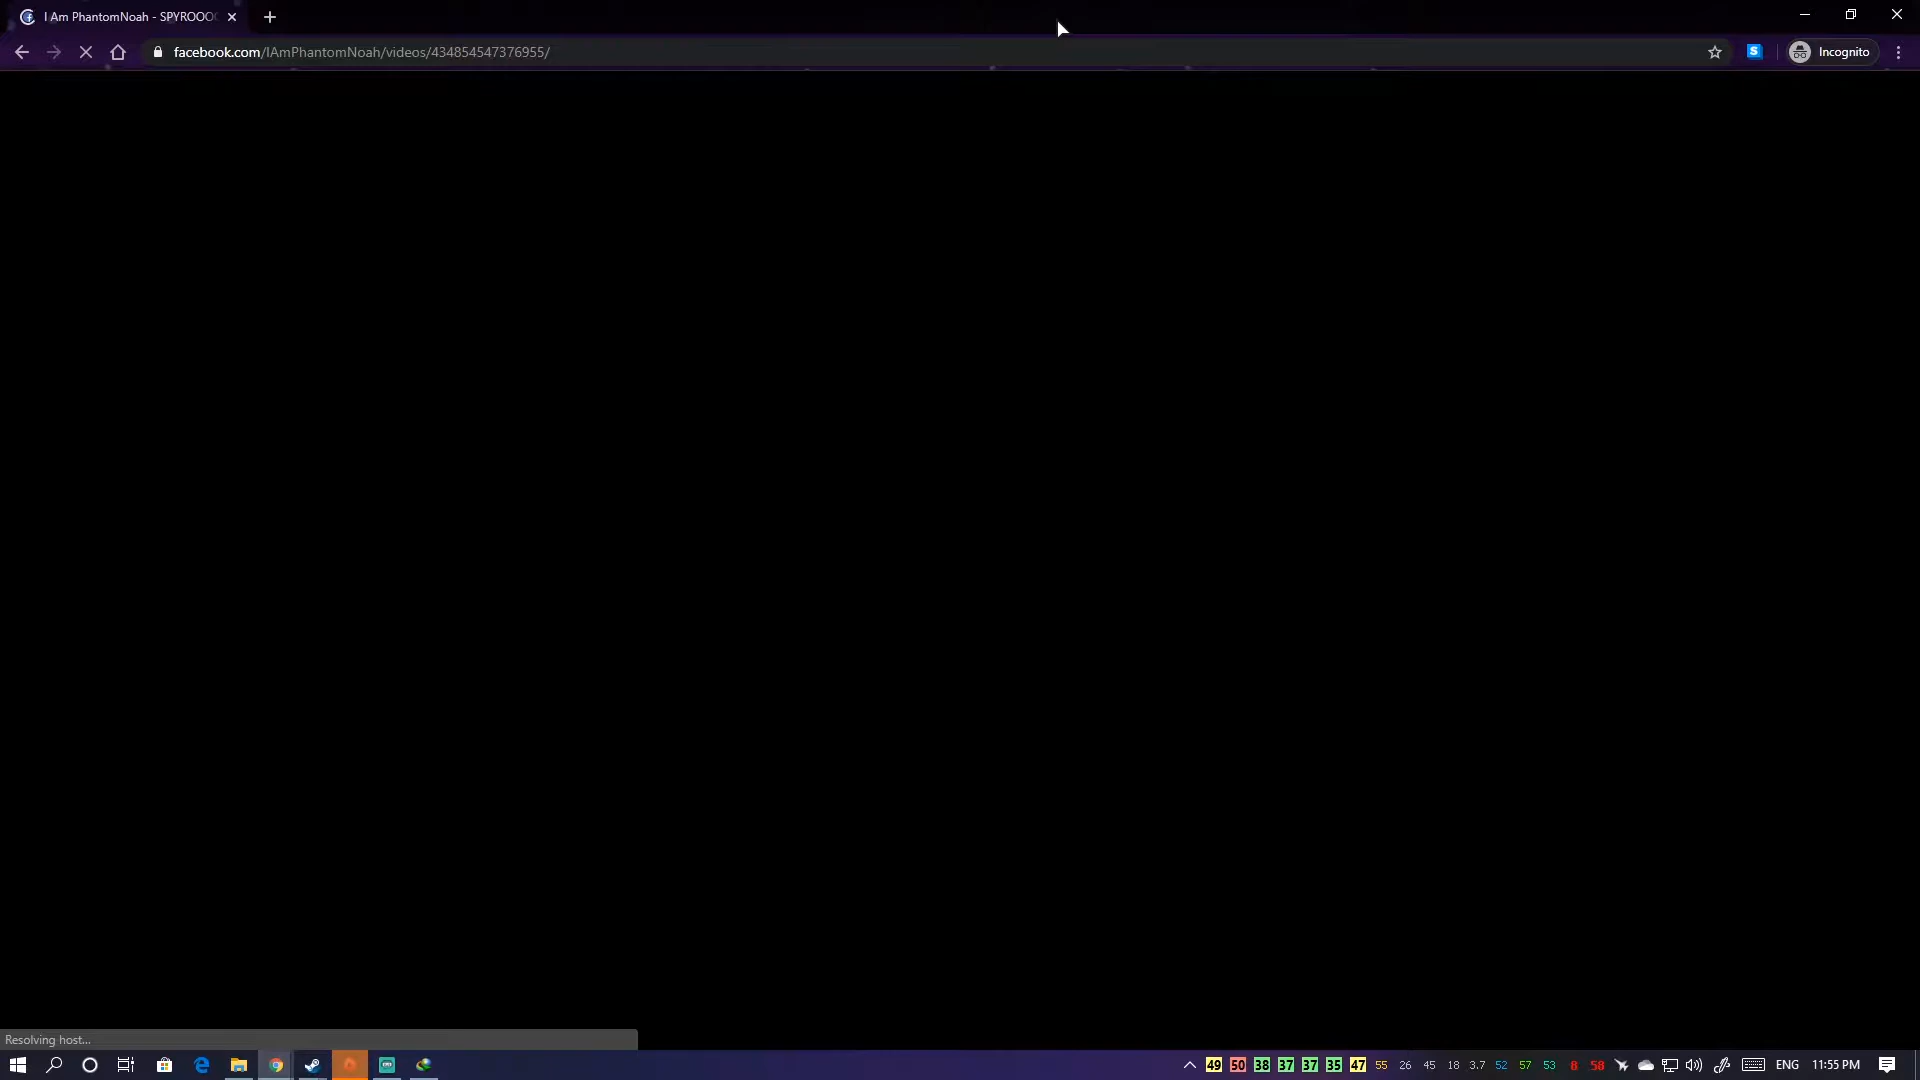 I Am PhantomNoah - SPYROOO
facebook.com/IAmPhantomNoah/videos/434854547376955/
Incognito
Resolving host...
49 50 38 37 37 35 47 55 26 45 18 3.7 52 57 53 8 58 ENG 11:55 PM